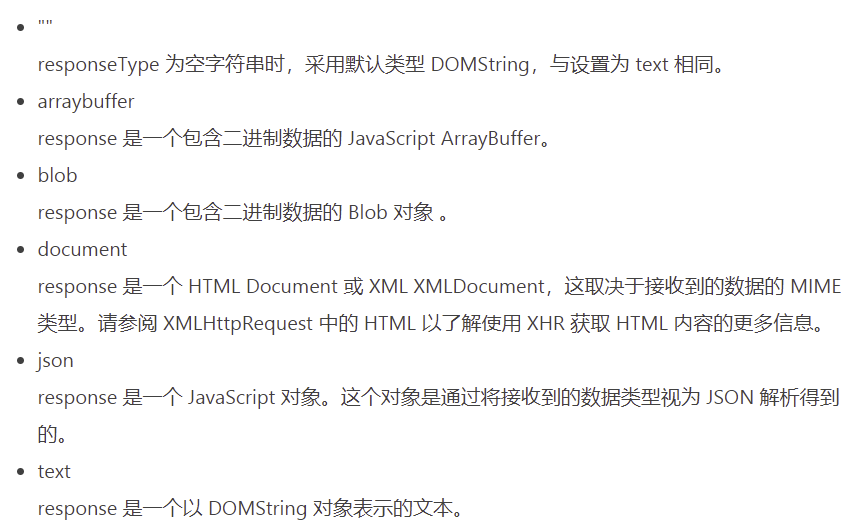 ""
responseType 为空字符串时，采用默认类型 DOMString，与设置为 text 相同。
arraybuffer
response 是一个包含二进制数据的 JavaScript ArrayBuffer。
blob
response 是一个包含二进制数据的 Blob 对象 。
document
response 是一个 HTML Document 或 XML XMLDocument，这取决于接收到的数据的 MIME
类型。请参阅 XMLHttpRequest 中的 HTML 以了解使用 XHR 获取 HTML 内容的更多信息。
json
response 是一个 JavaScript 对象。这个对象是通过将接收到的数据类型视为 JSON 解析得到
的。
text
response 是一个以 DOMString 对象表示的文本。